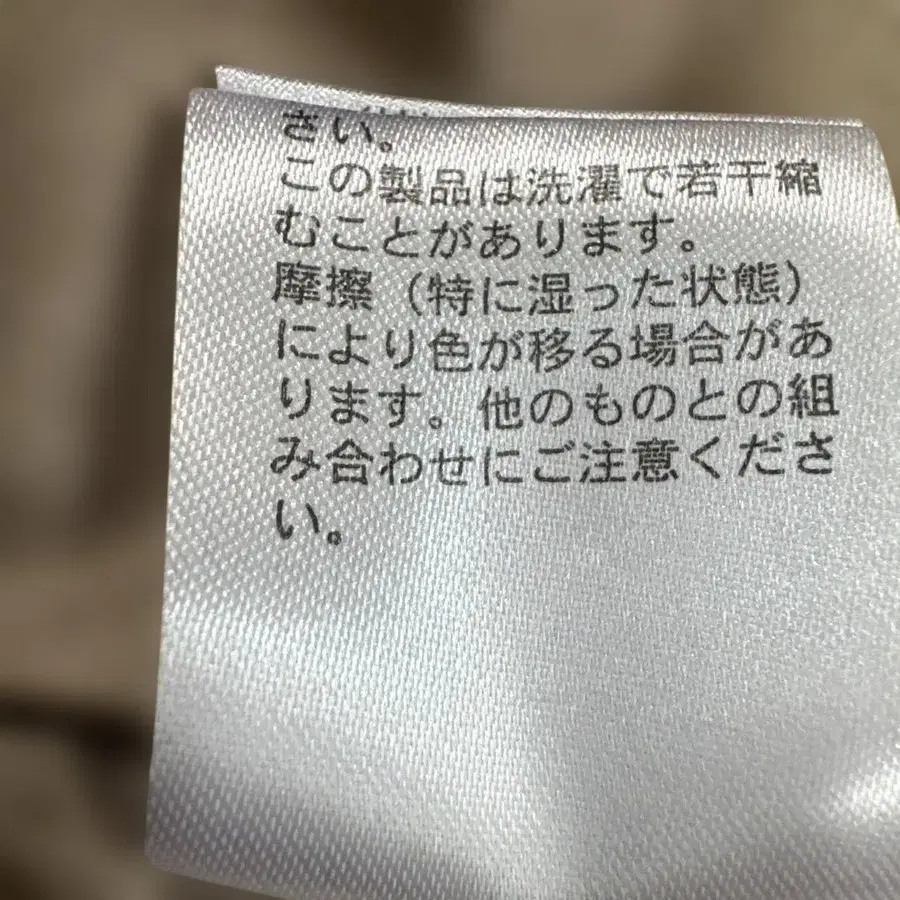 さい。
この製品は洗濯で若干縮
むことがあります。
摩擦（特に湿った状態）
により色が移る場合があ
ります。他のものとの組
み合わせにご注意くださ
い。